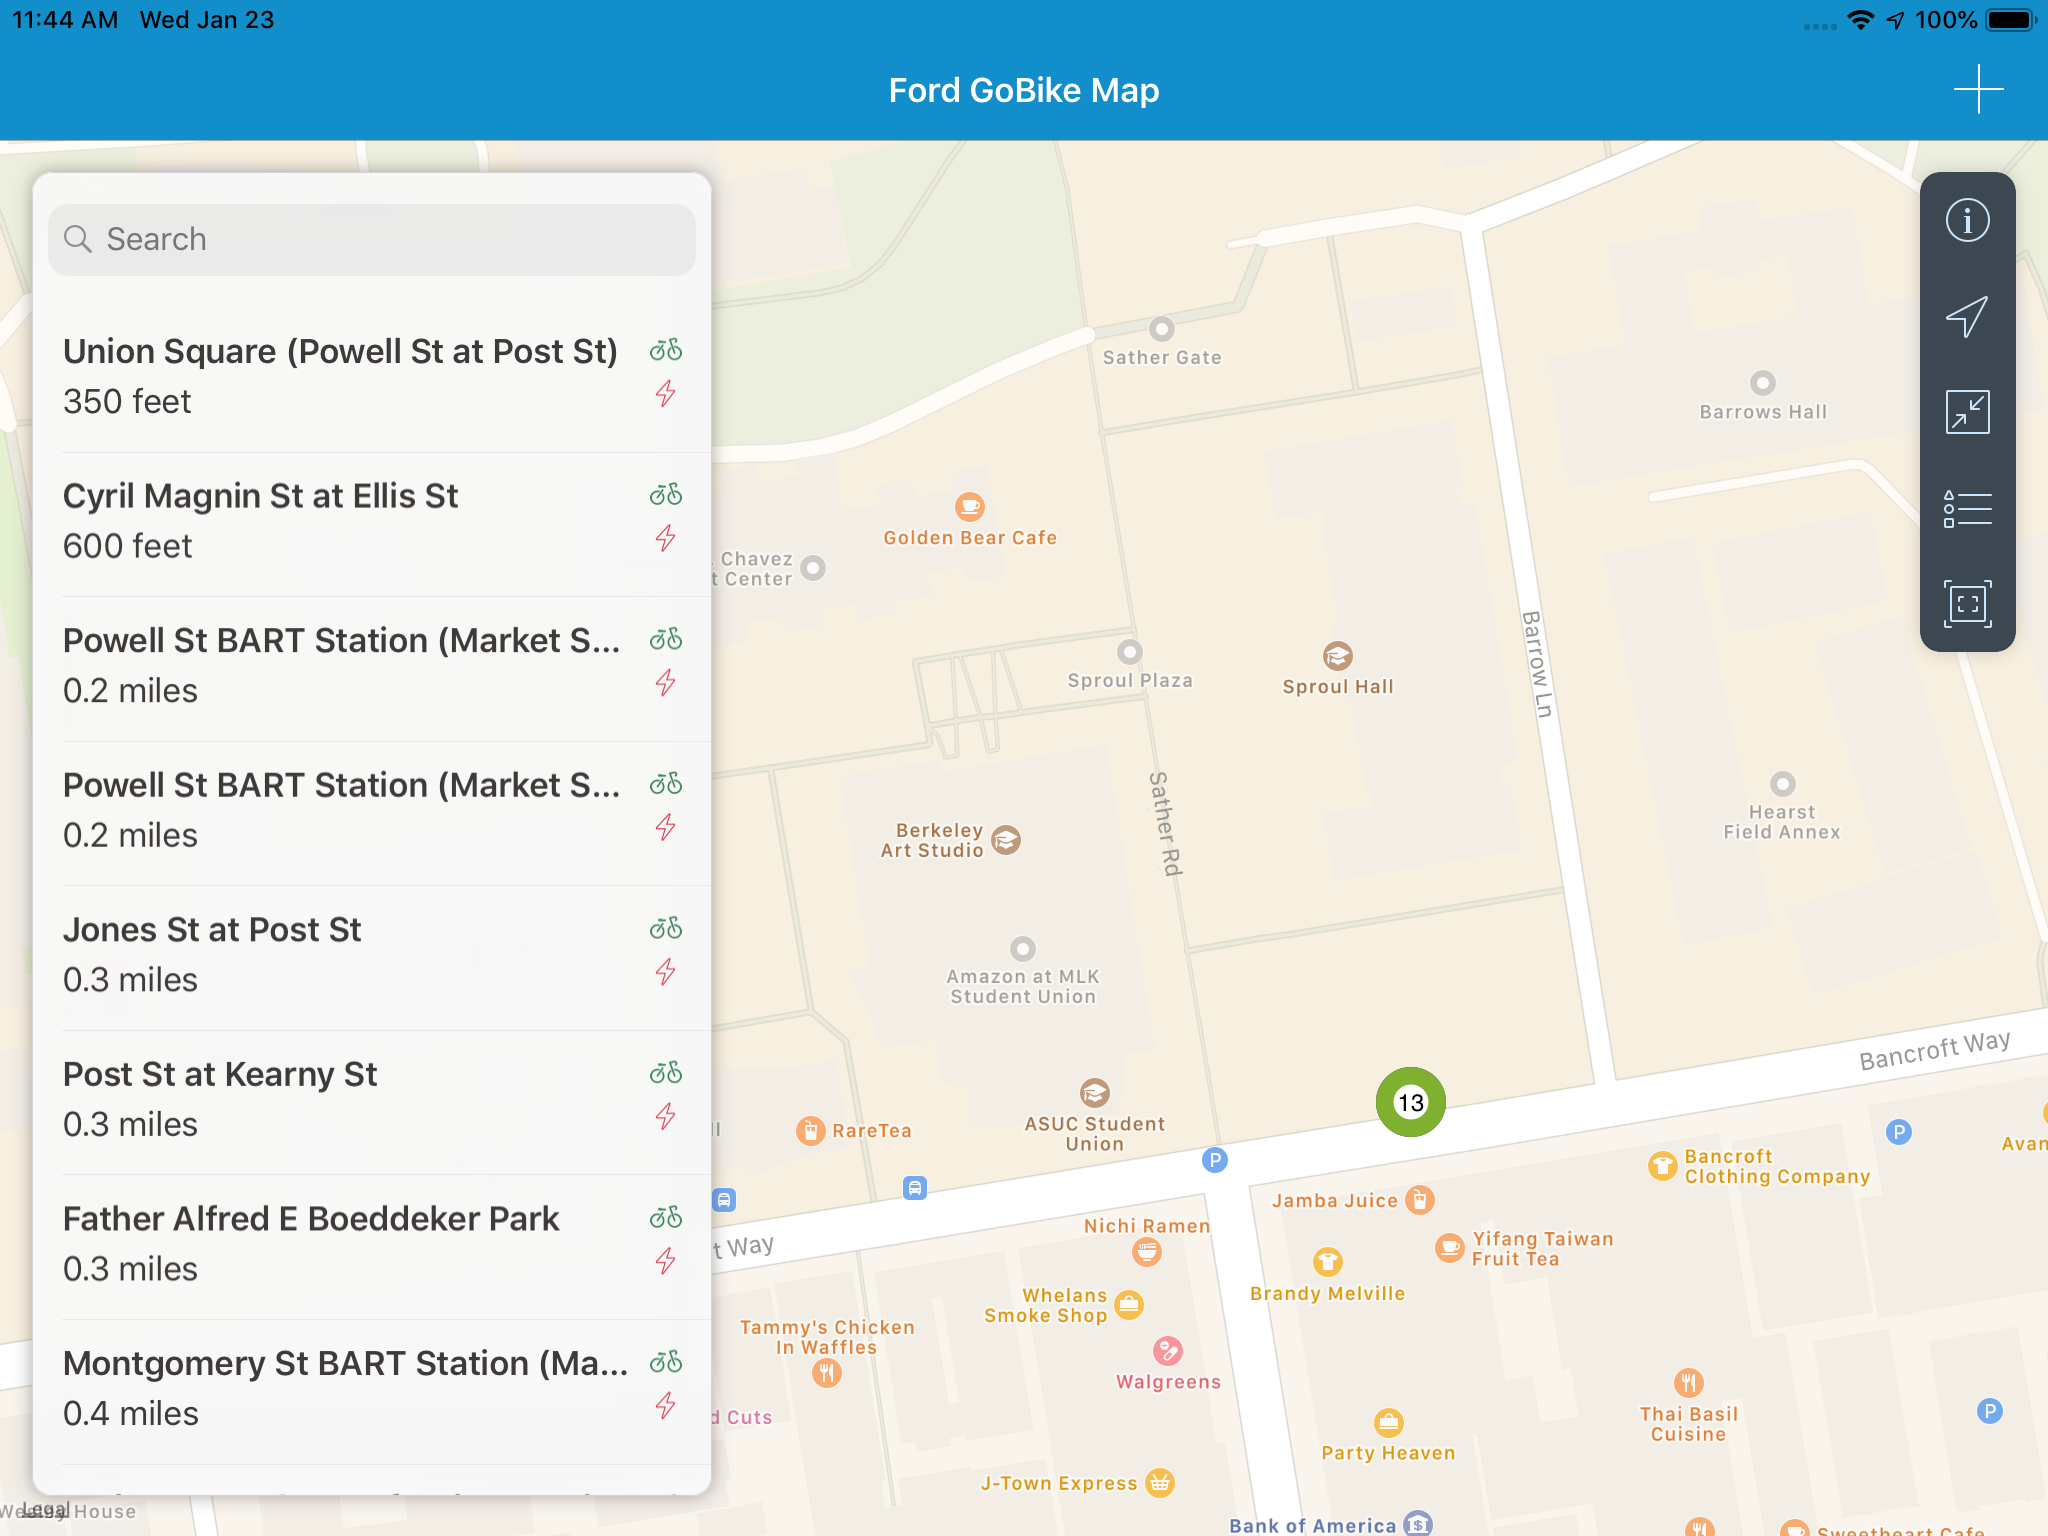 11:44 AM Wed Jan 23
100%
Ford GoBike Map
Search
Union Square (Powell St at Post St)
350 feet
Cyril Magnin St at Ellis St
600 feet
Powell St BART Station (Market S...
0.2 miles
Powell St BART Station (Market S...
0.2 miles
Jones St at Post St
0.3 miles
Post St at Kearny St
0.3 miles
Father Alfred E Boeddeker Park
0.3 miles
Montgomery St BART Station (Ma...
0.4 miles
Legal
House
Sather Gate
Barrows Hall
Golden Bear Cafe
Chavez
t Center
Barrow Ln
Sproul Plaza
Sproul Hall
Sather Rd
Hearst
Field Annex
Berkeley
Art Studio
Amazon at MLK
Student Union
Bancroft Way
13
ASUC Student
Union
RareTea
P
P
Avan
Bancroft
Clothing Company
Jamba Juice
Nichi Ramen
t Way
Yifang Taiwan
Fruit Tea
Brandy Melville
Whelans
Smoke Shop
Tammy's Chicken
In Waffles
Walgreens
d Cuts
Thai Basil
Cuisine
P
Party Heaven
J-Town Express
Bank of America
$
Sweetheart Cafe